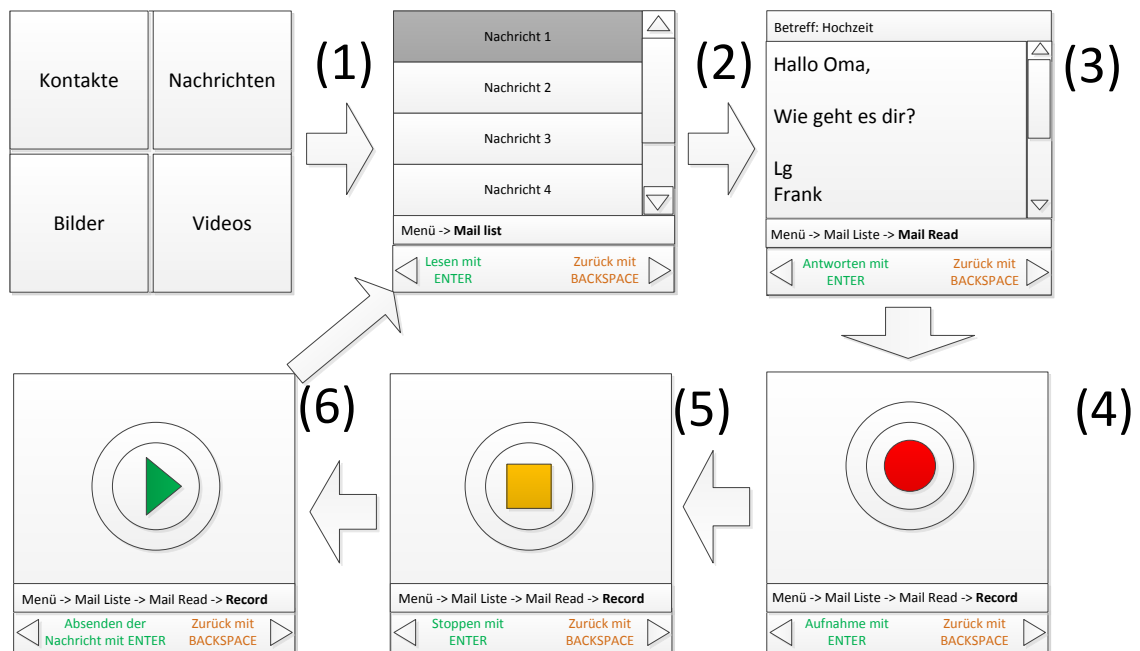 Kontakte
Nachrichten
Bilder
Videos
(1)
Nachricht 1
Nachricht 2
Nachricht 3
Nachricht 4
Menü -> Mail list
Lesen mit
ENTER
Zurück mit
BACKSPACE
(2)
Betreff: Hochzeit
Hallo Oma,
Wie geht es dir?
Lg
Frank
Menü -> Mail Liste -> Mail Read
Antworten mit
ENTER
Zurück mit
BACKSPACE
(3)
(6)
Menü -> Mail Liste -> Mail Read -> Record
Absenden der
Nachricht mit ENTER
Zurück mit
BACKSPACE
(5)
Menü -> Mail Liste -> Mail Read -> Record
Stoppen mit
ENTER
Zurück mit
BACKSPACE
(4)
Menü -> Mail Liste -> Mail Read -> Record
Aufnahme mit
ENTER
Zurück mit
BACKSPACE